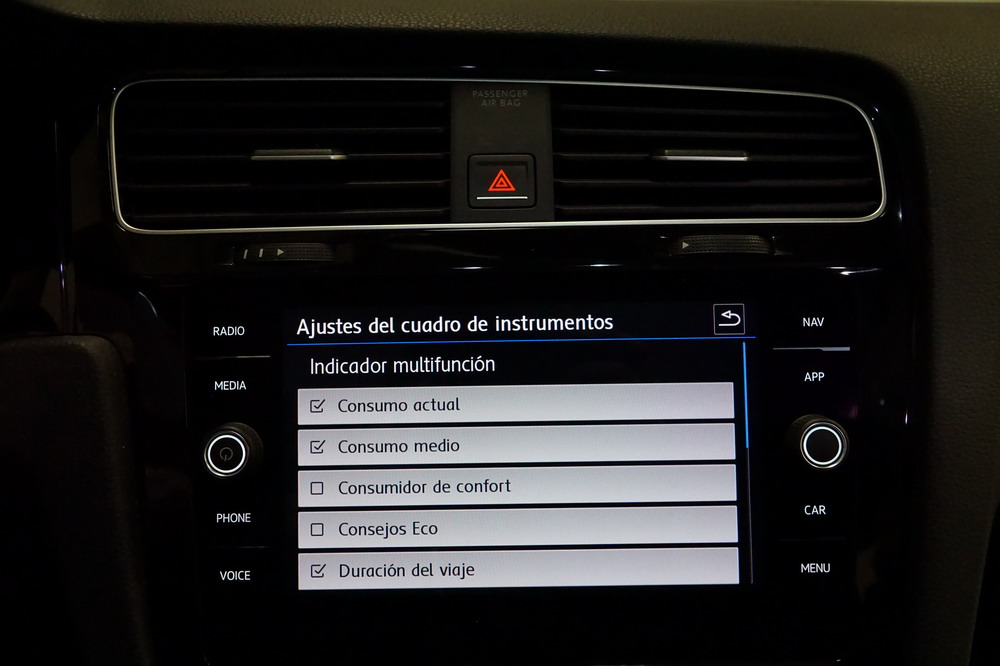 PASSENGER
AIR BAG
RADIO
MEDIA
PHONE
VOICE
Ajustes del cuadro de instrumentos
Indicador multifunción
Consumo actual
Consumo medio
Consumidor de confort
Consejos Eco
Duración del viaje
NAV
APP
CAR
MENU